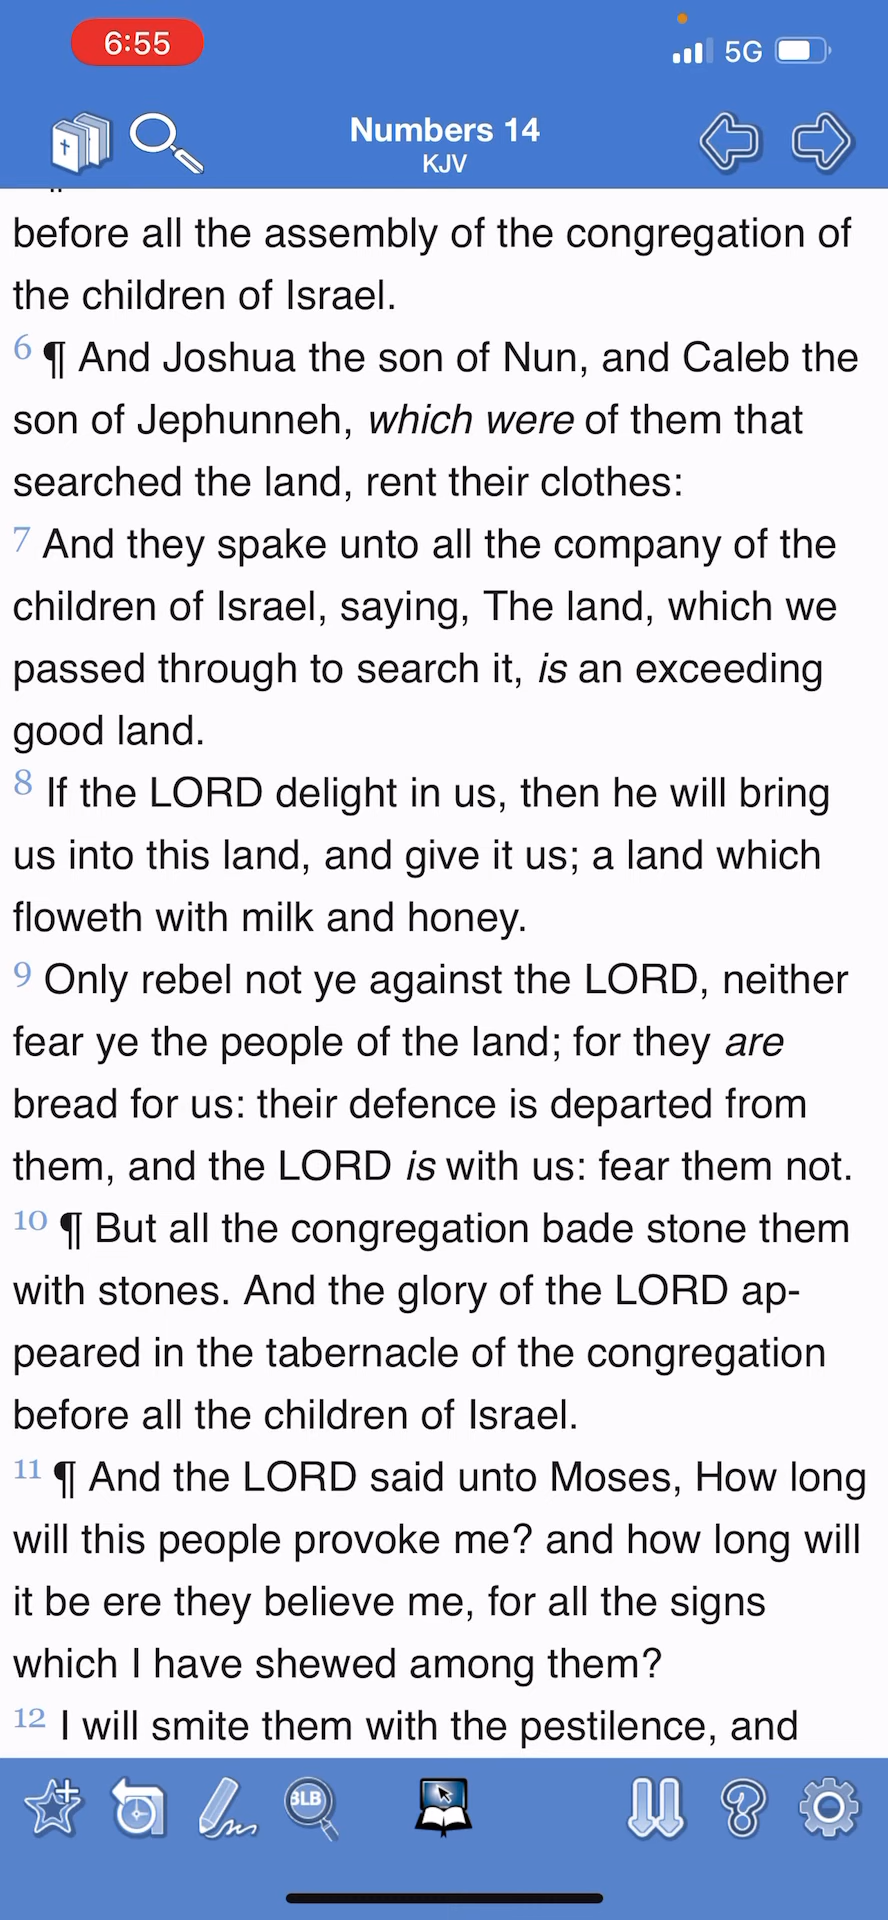 6:55
5G
Numbers 14
KJV
before all the assembly of the congregation of
the children of Israel.
6 ¶ And Joshua the son of Nun, and Caleb the
son of Jephunneh, which were of them that
searched the land, rent their clothes:
7 And they spake unto all the company of the
children of Israel, saying, The land, which we
passed through to search it, is an exceeding
good land.
8 If the LORD delight in us, then he will bring
us into this land, and give it us; a land which
floweth with milk and honey.
9 Only rebel not ye against the LORD, neither
fear ye the people of the land; for they are
bread for us: their defence is departed from
them, and the LORD is with us: fear them not.
10 ¶ But all the congregation bade stone them
with stones. And the glory of the LORD ap-
peared in the tabernacle of the congregation
before all the children of Israel.
11 ¶ And the LORD said unto Moses, How long
will this people provoke me? and how long will
it be ere they believe me, for all the signs
which I have shewed among them?
12 I will smite them with the pestilence, and
BLB